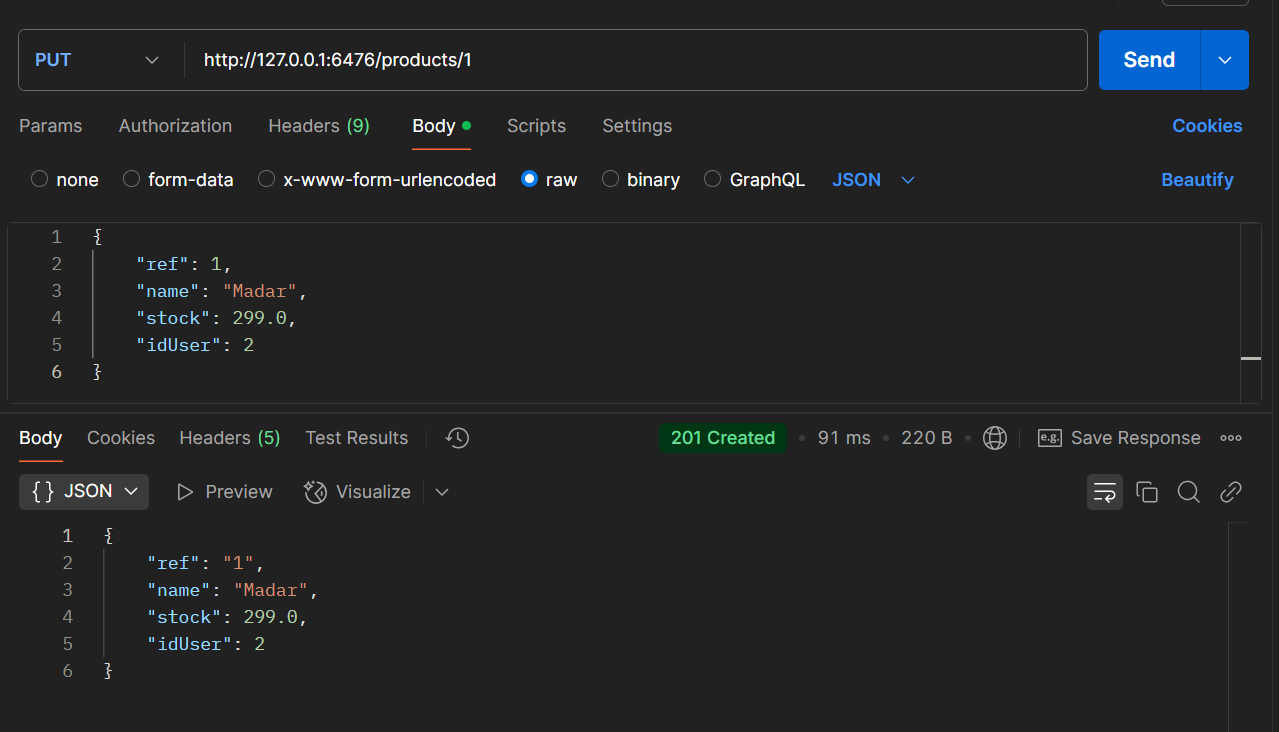 PUT http://127.0.0.1:6476/products/1 Send
Params Authorization Headers (9) Body Scripts Settings Cookies
none form-data x-www-form-urlencoded raw binary GraphQL JSON Beautify
1 {
2 "ref": 1,
3 "name": "Madar",
4 "stock": 299.0,
5 "idUser": 2
6 }
Body Cookies Headers (5) Test Results 201 Created • 91 ms • 220 B • e.g. Save Response
{} JSON Preview Visualize
1 {
2 "ref": "1",
3 "name": "Madar",
4 "stock": 299.0,
5 "idUser": 2
6 }